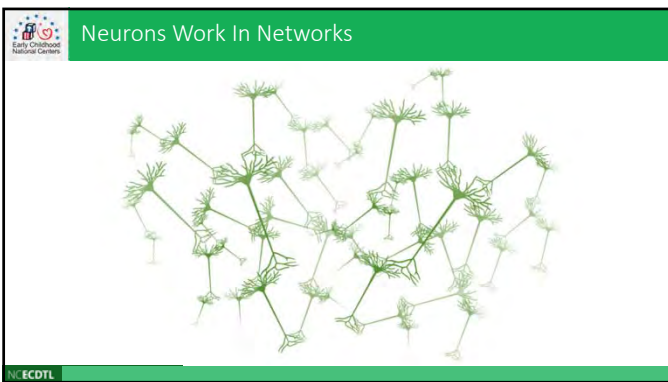 Neurons Work In Networks
Early Childhood
National Centers
NCECDTL